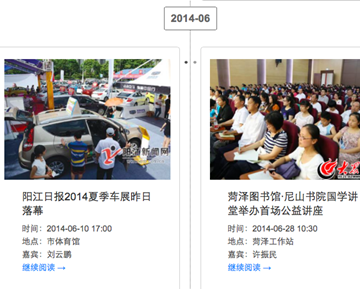 2014-06
阳江新闻网
大众网
阳江日报2014夏季车展昨日
落幕
时间：2014-06-10 17:00
地点：市体育馆
嘉宾：刘云鹏
继续阅读 →
菏泽图书馆·尼山书院国学讲
堂举办首场公益讲座
时间：2014-06-28 10:30
地点：菏泽工作站
嘉宾：许振民
继续阅读 →